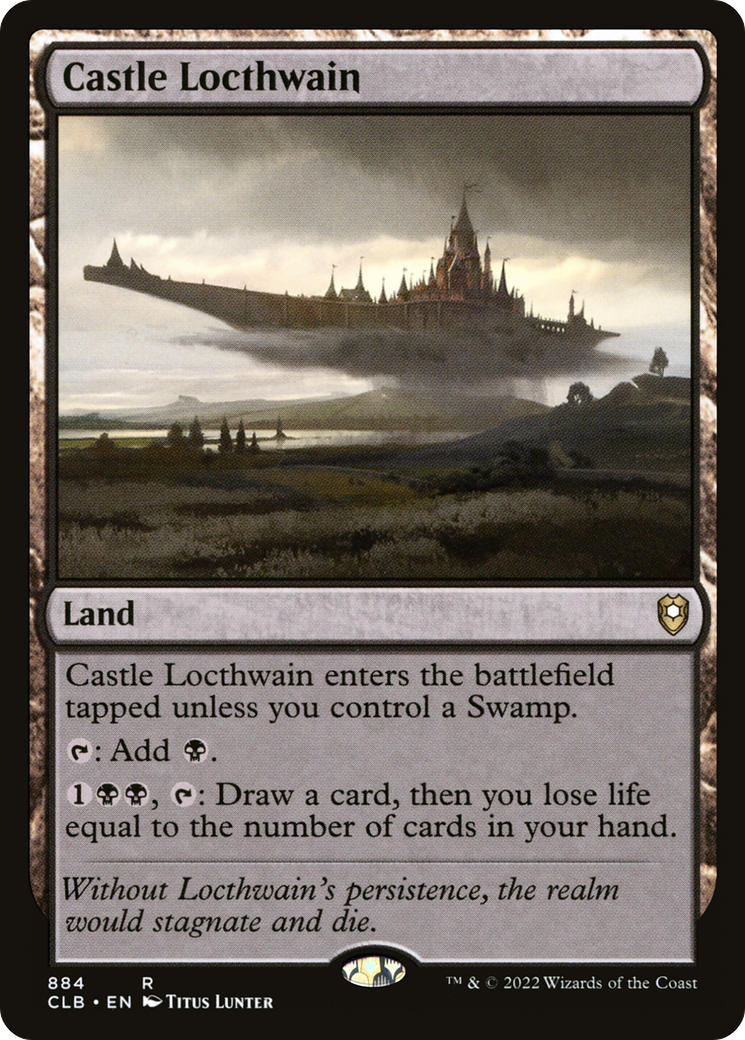 Castle Locthwain
Land
Castle Locthwain enters the battlefield
tapped unless you control a Swamp.
: Add .
1, : Draw a card, then you lose life
equal to the number of cards in your hand.
Without Locthwain's persistence, the realm
would stagnate and die.
884 R
CLB • EN Titus Lunter
™ & © 2022 Wizards of the Coast